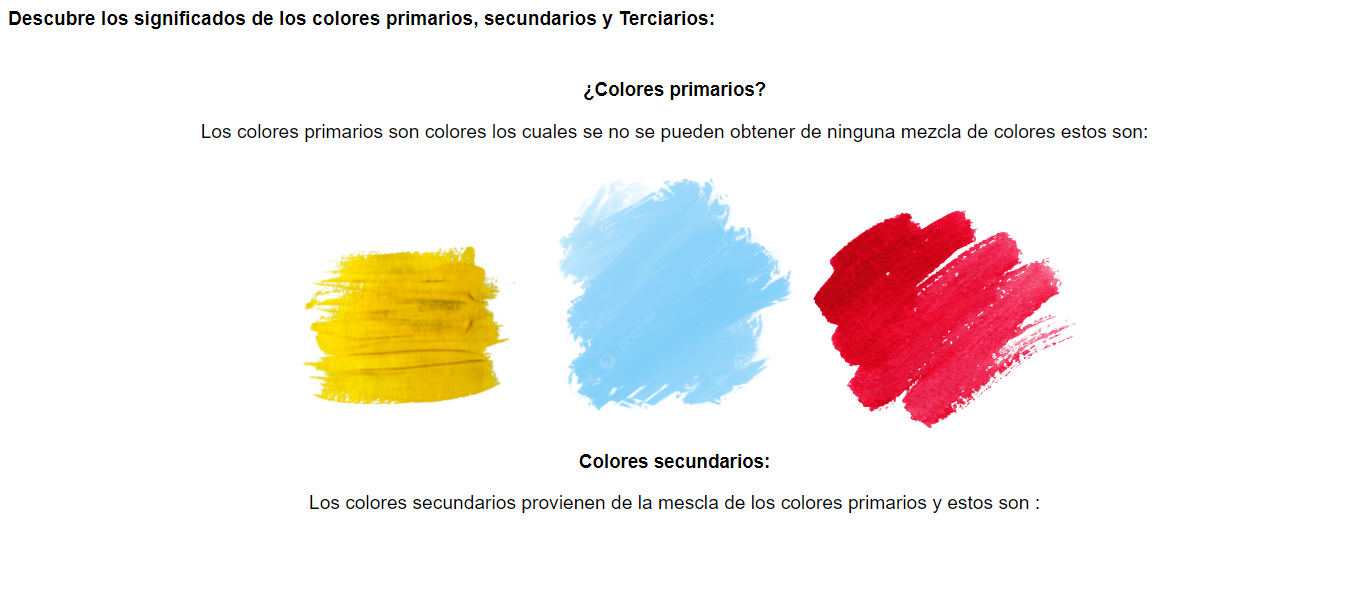 Descubre los significados de los colores primarios, secundarios y Terciarios:
¿Colores primarios?
Los colores primarios son colores los cuales se no se pueden obtener de ninguna mezcla de colores estos son:
pngtree
pngtree
Colores secundarios:
Los colores secundarios provienen de la mescla de los colores primarios y estos son :